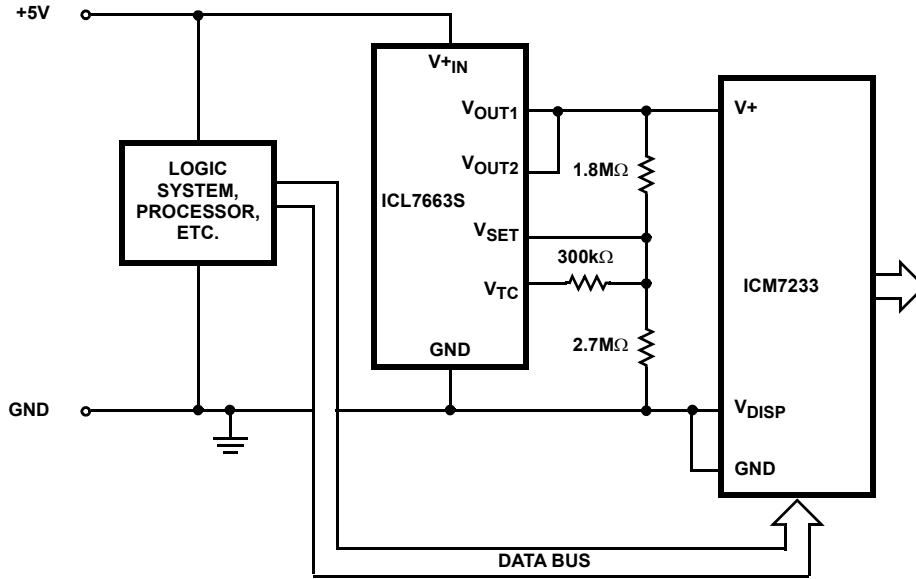 +5V
V+IN
VOUT1
V+
LOGIC
SYSTEM,
PROCESSOR,
ETC.
VOUT2
1.8MΩ
ICL7663S
VSET
300kΩ
VTC
ICM7233
GND
2.7MΩ
GND
VDISP
GND
DATA BUS